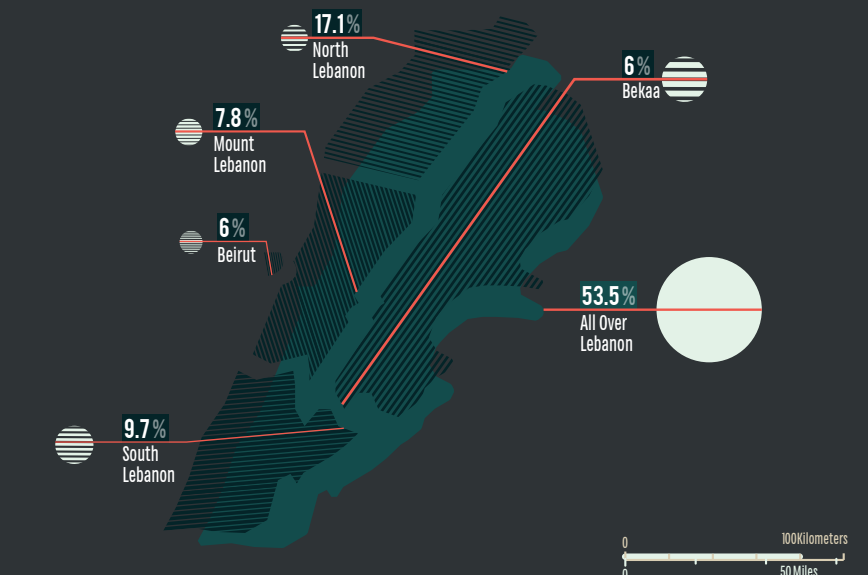 17.1%
North
Lebanon
6%
Bekaa
7.8%
Mount
Lebanon
6%
Beirut
53.5%
All Over
Lebanon
9.7%
South
Lebanon
0
100Kilometers
0
50 Miles